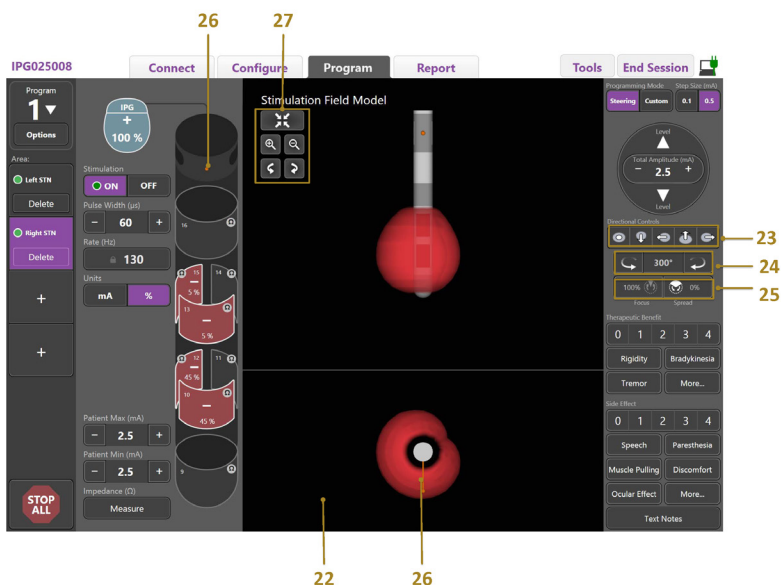 26
27
IPG025008
Connect
Configure
Program
Report
Tools
End Session
Program
1
Options
Area:
Left STN
Delete
Right STN
Delete
+
+
STOP
ALL
IPG
+
100 %
Stimulation
ON OFF
Pulse Width (µs)
− 60 +
Rate (Hz)
130
Units
mA %
Patient Max (mA)
− 2.5 +
Patient Min (mA)
− 2.5 +
Impedance (Ω)
Measure
16 Ω
Ω 15 14 Ω
−
5 %
13 Ω
−
5 %
Ω 12 11 Ω
−
45 %
10 Ω
−
45 %
9 Ω
Stimulation Field Model
Programming Mode Step Size (mA)
Steering Custom 0.1 0.5
Level
Total Amplitude (mA)
− 2.5 +
Level
Directional Controls
23
300°
24
100% 0%
25
Focus Spread
Therapeutic Benefit
0 1 2 3 4
Rigidity Bradykinesia
Tremor More...
Side Effect
0 1 2 3 4
Speech Paresthesia
Muscle Pulling Discomfort
Ocular Effect More...
Text Notes
22
26